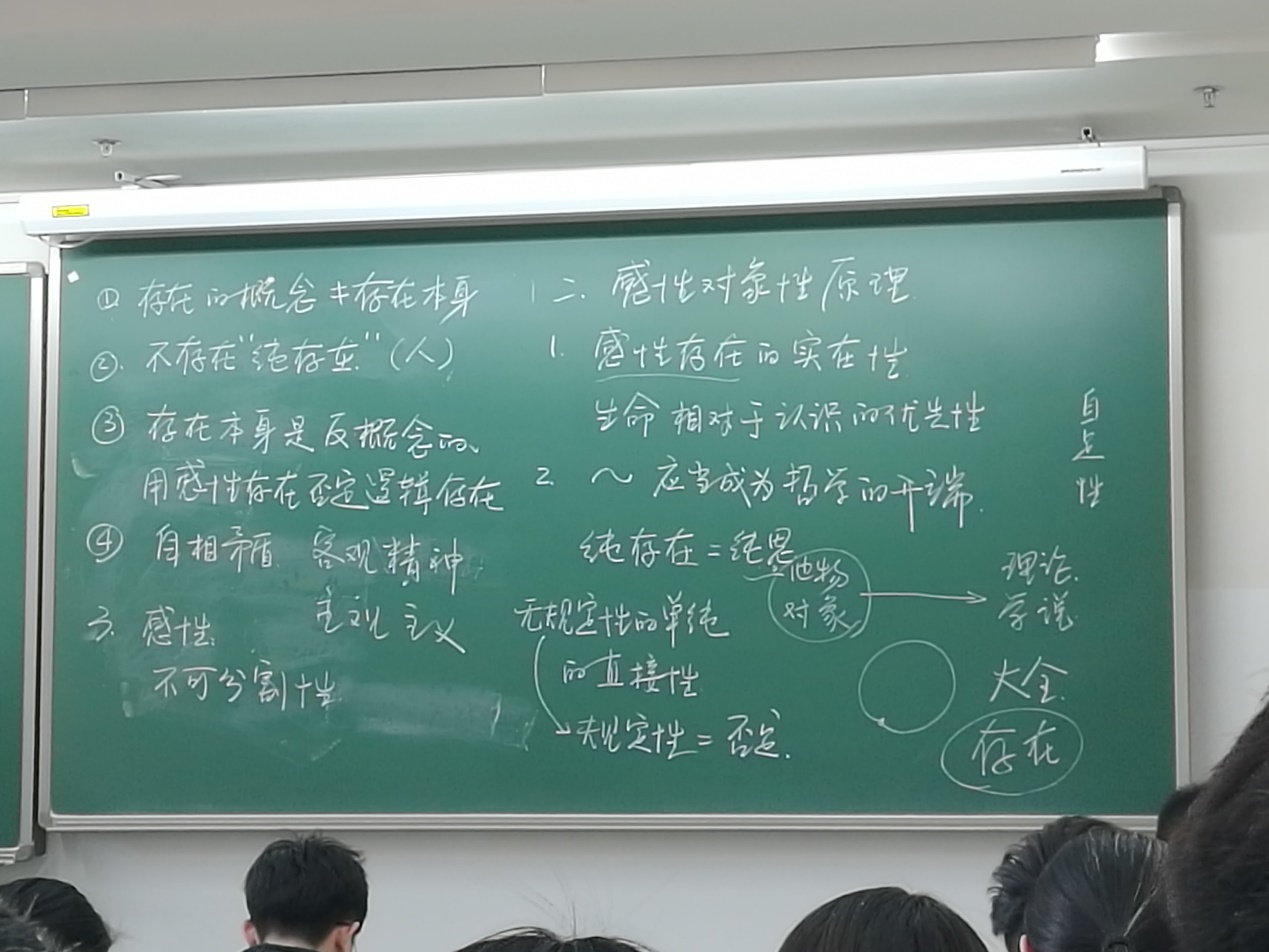 ① 存在的概念≠存在本身
②. 不存在"纯存在"（人）
③ 存在本身是反概念的、
用感性存在否定逻辑存在
④ 自相矛盾 客观精神
主观主义
3. 感性
不可分割性
二、感性对象性原理
1. 感性存在的实在性
生命相对于认识的优先性
2. ～应当成为哲学的开端.
纯存在=纯思
他物
对象
无规定性的单纯
的直接性
规定性=否定.
自
足
性
理论.
学说
大全.
存在